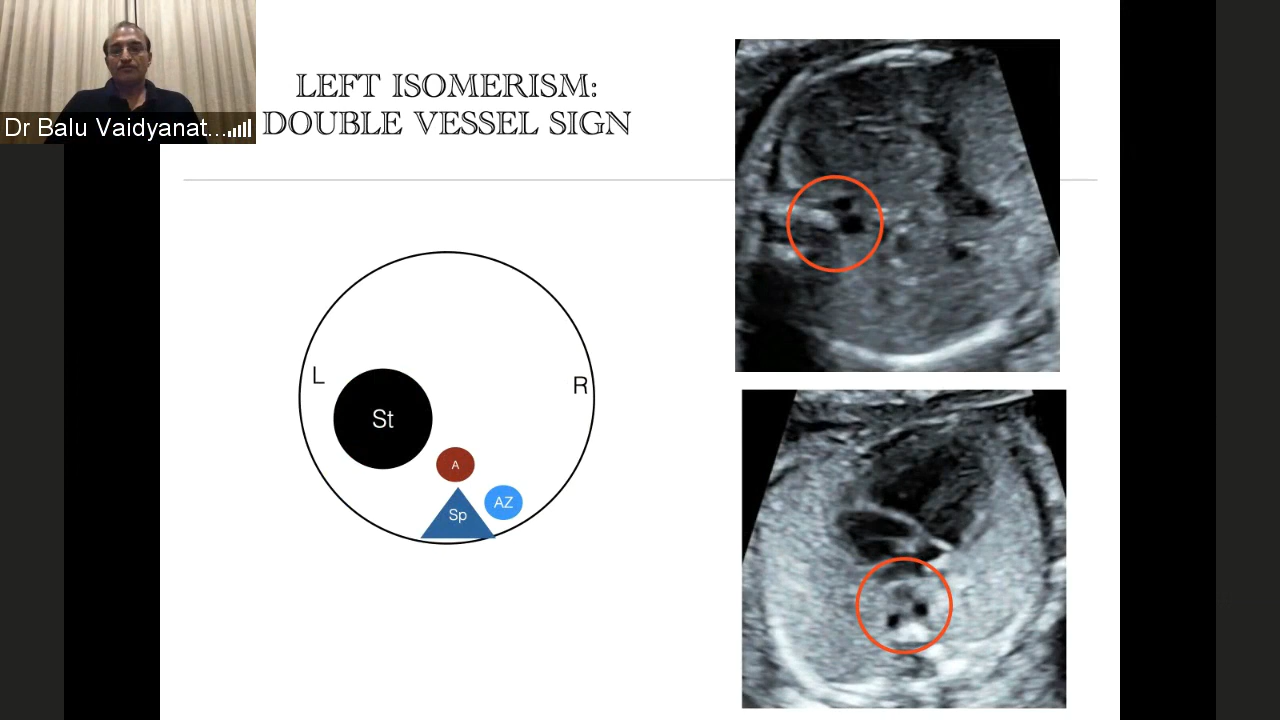 Dr Balu Vaidyanat...
LEFT ISOMERISM:
DOUBLE VESSEL SIGN
L
R
St
A
AZ
Sp